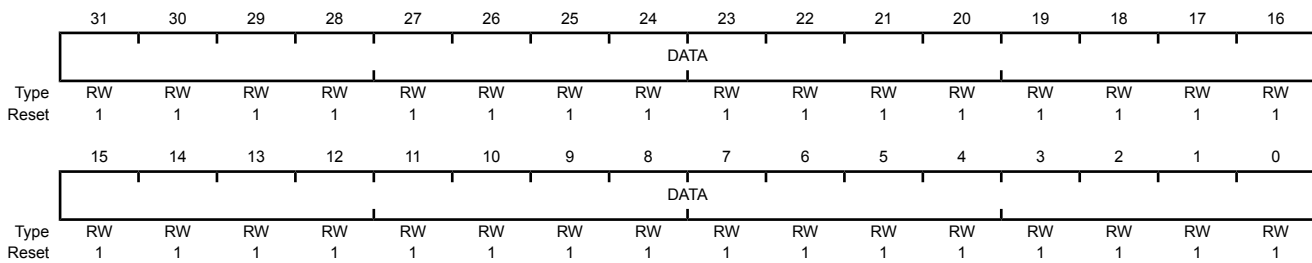 31 30 29 28 27 26 25 24 23 22 21 20 19 18 17 16
DATA
Type RW RW RW RW RW RW RW RW RW RW RW RW RW RW RW RW
Reset 1 1 1 1 1 1 1 1 1 1 1 1 1 1 1 1
15 14 13 12 11 10 9 8 7 6 5 4 3 2 1 0
DATA
Type RW RW RW RW RW RW RW RW RW RW RW RW RW RW RW RW
Reset 1 1 1 1 1 1 1 1 1 1 1 1 1 1 1 1